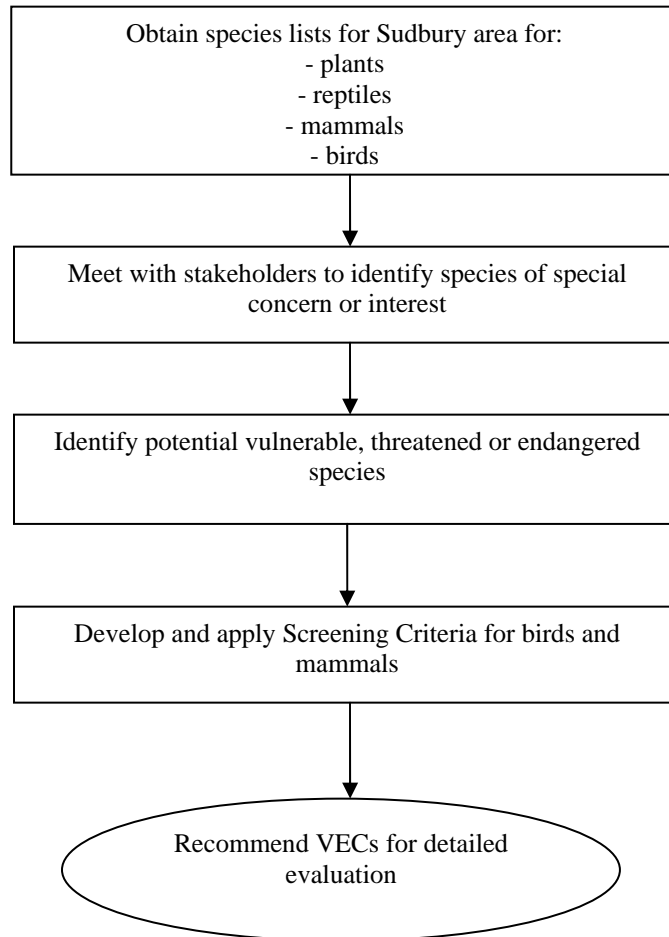 Obtain species lists for Sudbury area for:
- plants
- reptiles
- mammals
- birds
Meet with stakeholders to identify species of special
concern or interest
Identify potential vulnerable, threatened or endangered
species
Develop and apply Screening Criteria for birds and
mammals
Recommend VECs for detailed
evaluation